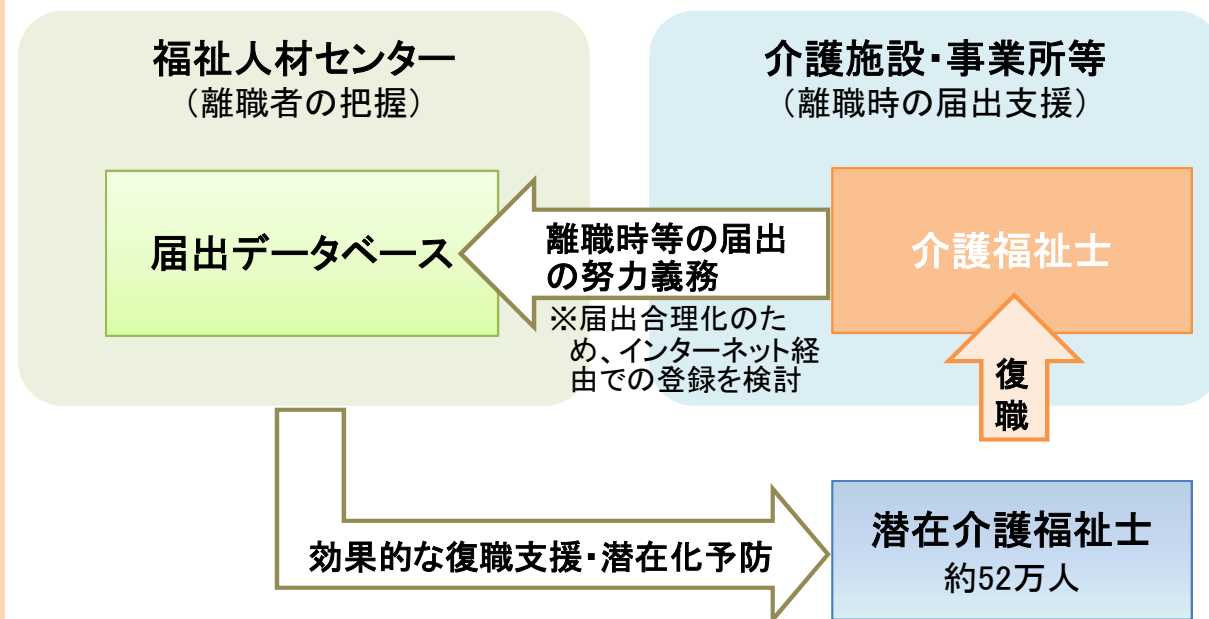 福祉人材センター
（離職者の把握）
介護施設・事業所等
（離職時の届出支援）
届出データベース
離職時等の届出
の努力義務
※届出合理化のた
め、インターネット経
由での登録を検討
介護福祉士
復
職
効果的な復職支援・潜在化予防
潜在介護福祉士
約52万人